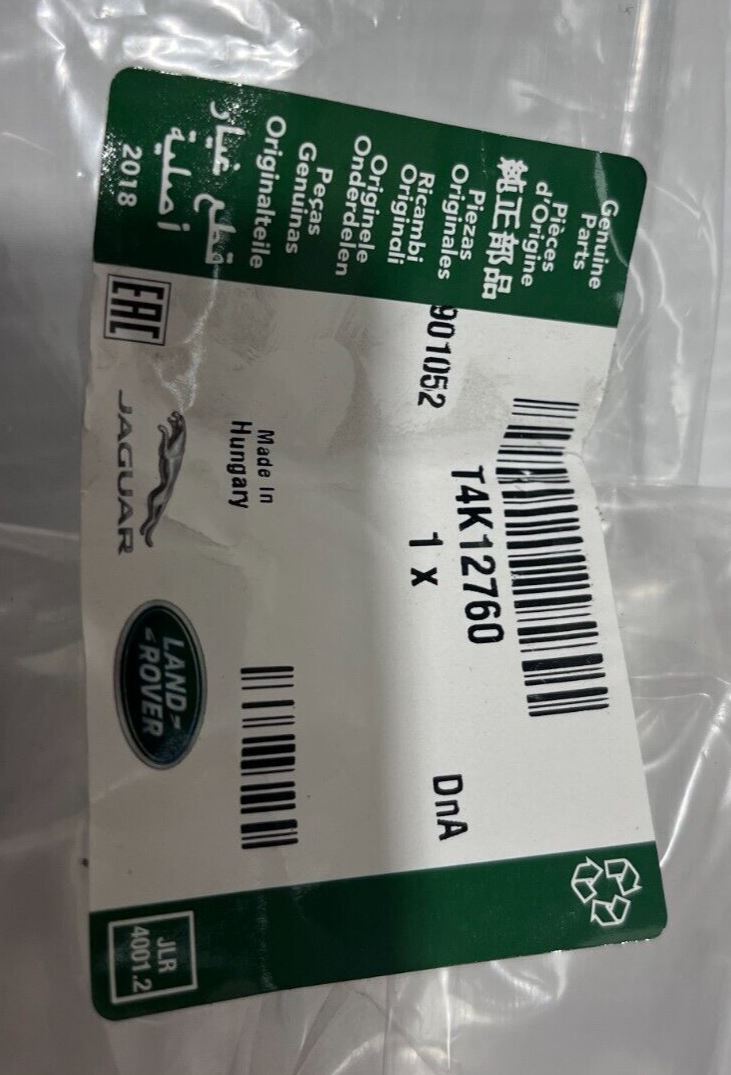 Genuine
Parts
Pièces
d'Origine
純正部品
Piezas
Originales
Ricambi
Originali
Originele
Onderdelen
Peças
Genuinas
Originalteile
قطع غيار
أصلية
2018
T4K12760
901052
1 x
DnA
Made In
Hungary
EAC
JAGUAR
LAND
ROVER
JLR
4001.2